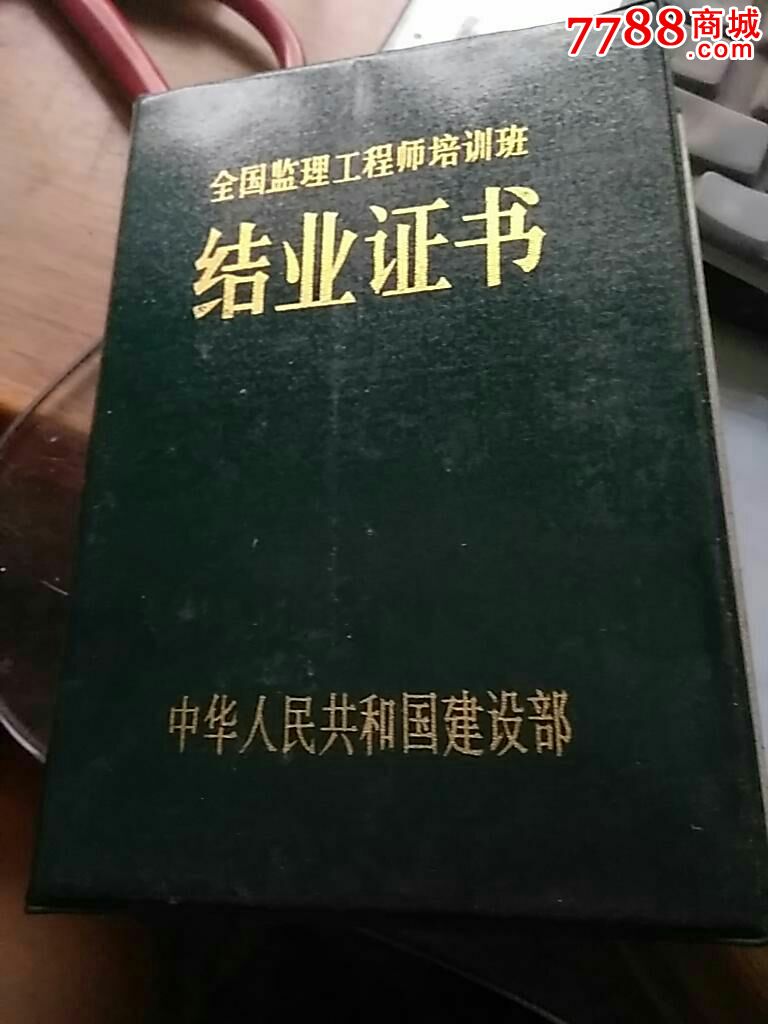 7788商城
.com
全国监理工程师培训班
结业证书
中华人民共和国建设部